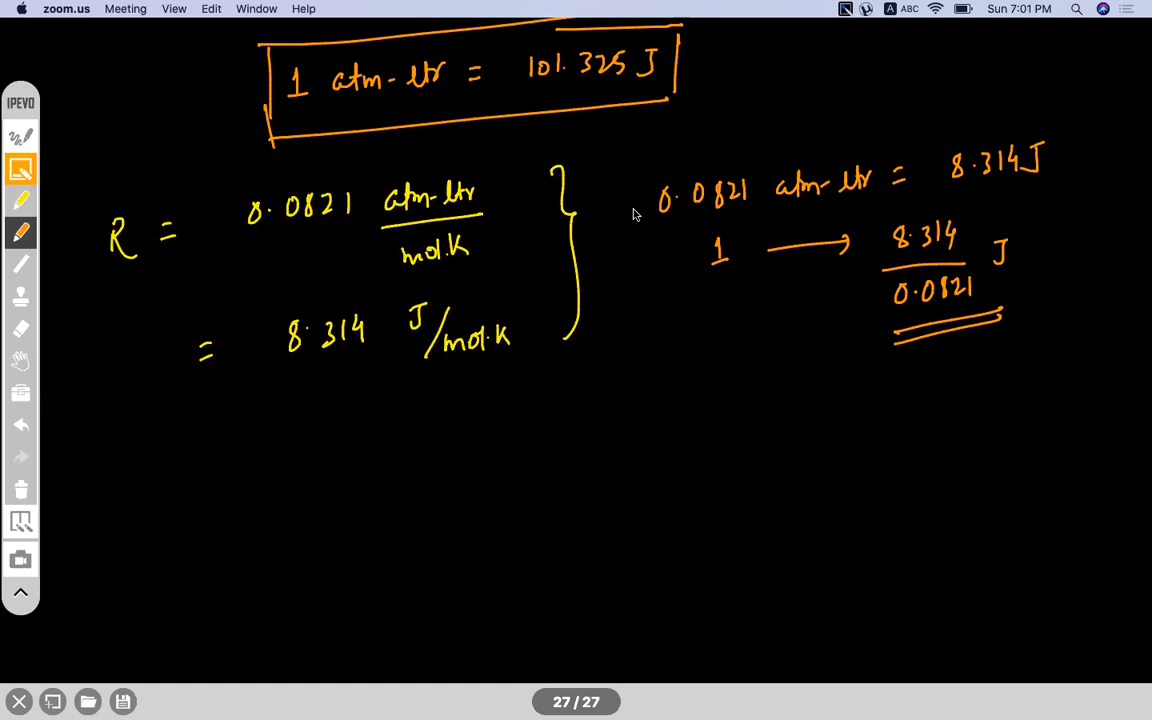 zoom.us Meeting View Edit Window Help ABC Sun 7:01 PM
IPEVO
1 atm-ltr = 101.325 J
R = 0.0821 atm-ltr / mol.K
= 8.314 J/mol.K
0.0821 atm-ltr = 8.314 J
1 → 8.314 / 0.0821 J
27 / 27